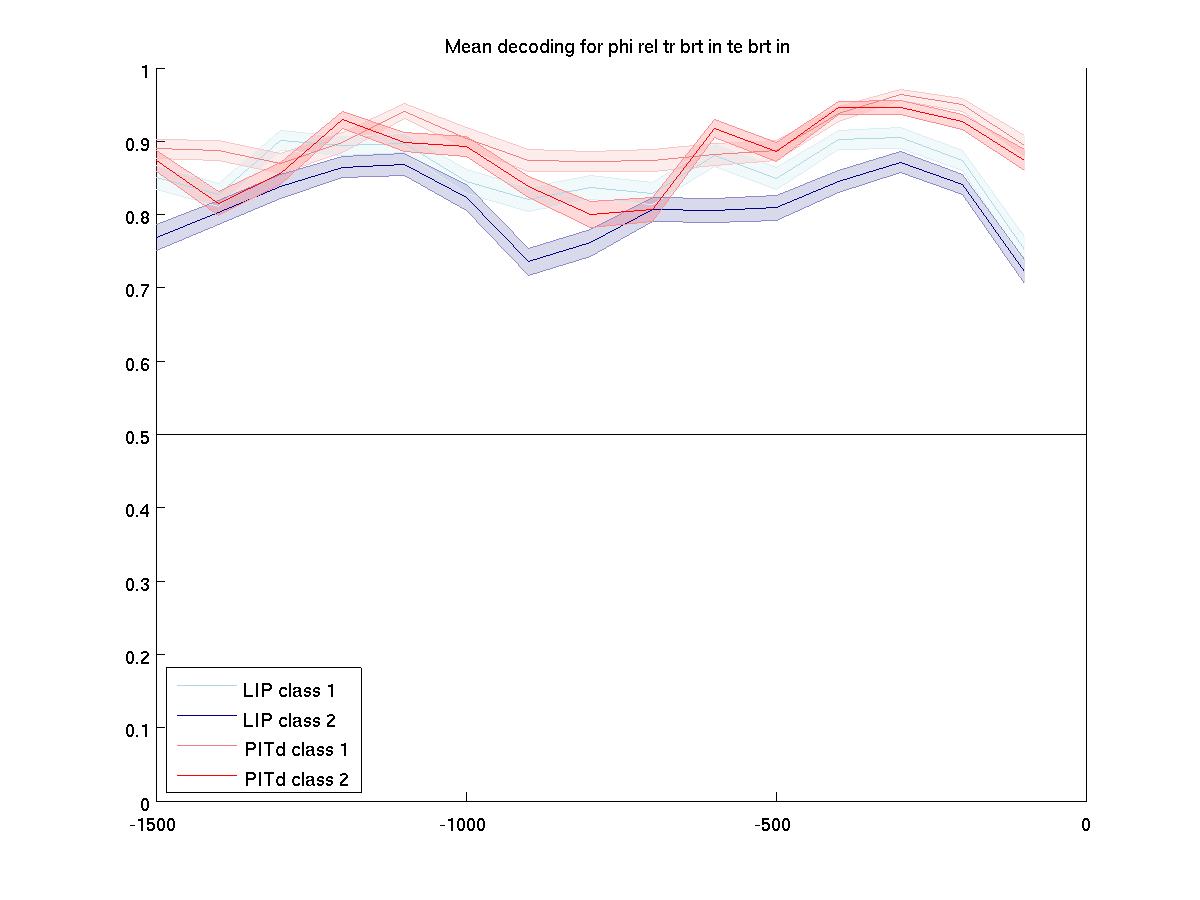 Mean decoding for phi rel tr brt in te brt in
1
0.9
0.8
0.7
0.6
0.5
0.4
0.3
0.2
0.1
0
LIP class 1
LIP class 2
PITd class 1
PITd class 2
-1500 -1000 -500 0